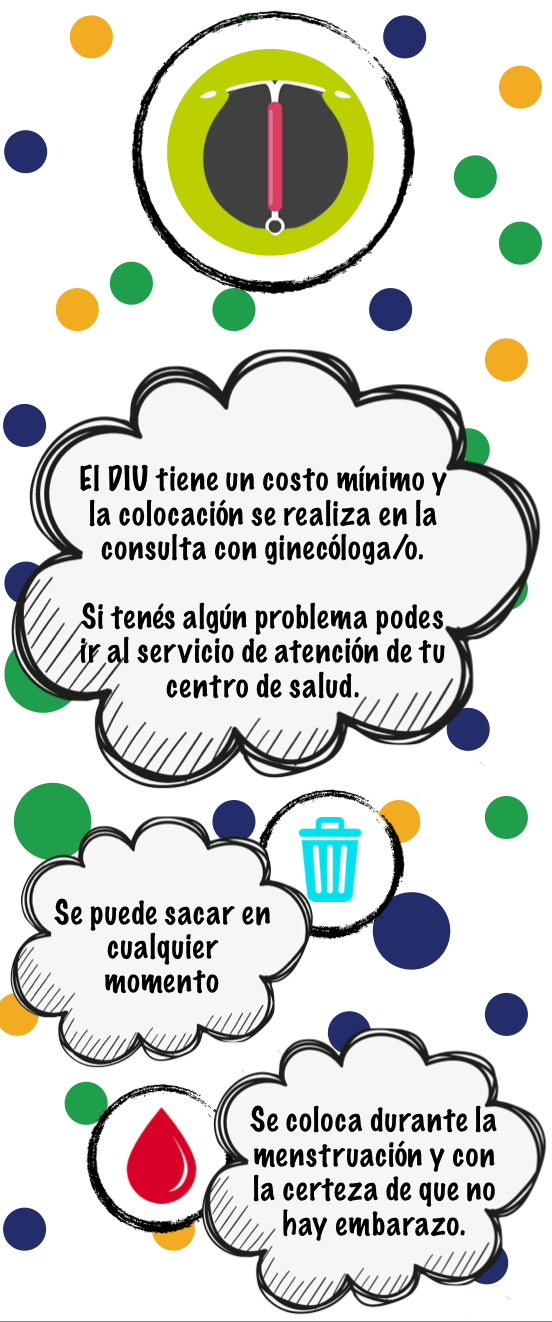 El DIU tiene un costo mínimo y
la colocación se realiza en la
consulta con ginecóloga/o.
Si tenés algún problema podes
ir al servicio de atención de tu
centro de salud.
Se puede sacar en
cualquier
momento
Se coloca durante la
menstruación y con
la certeza de que no
hay embarazo.